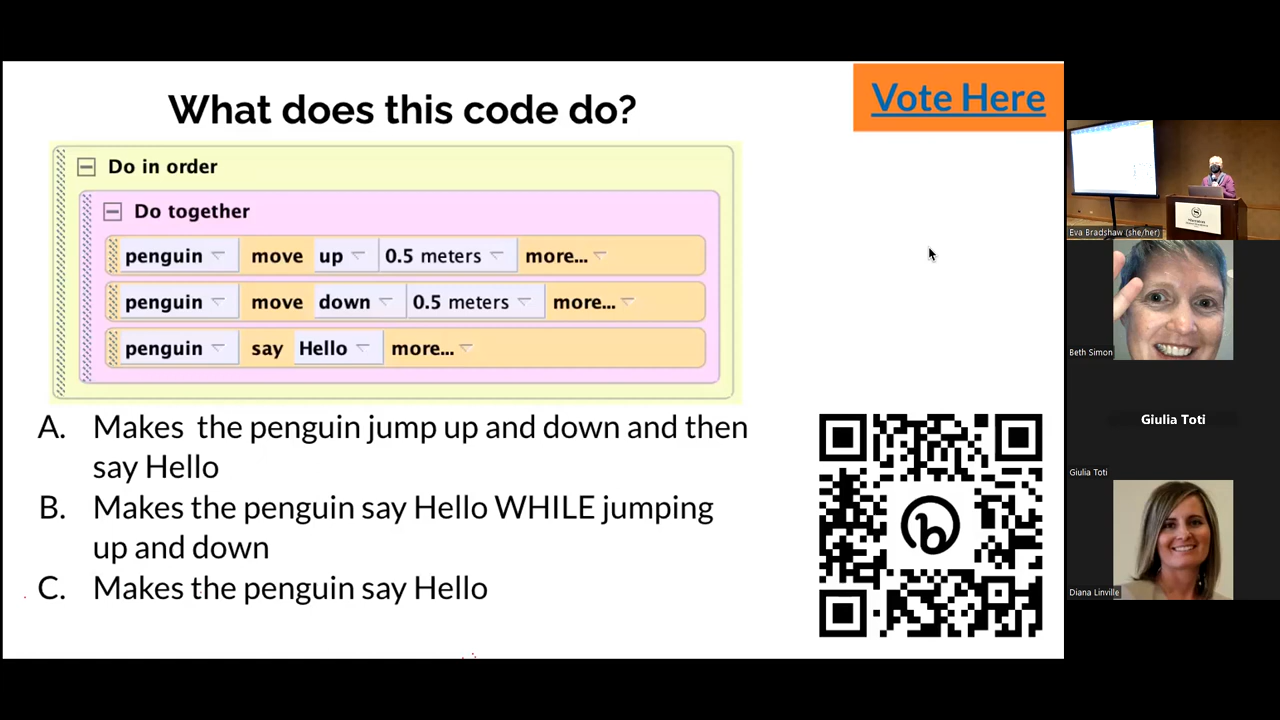 What does this code do?
Vote Here
Do in order
Do together
penguin move up 0.5 meters more...
penguin move down 0.5 meters more...
penguin say Hello more...
A. Makes the penguin jump up and down and then
say Hello
B. Makes the penguin say Hello WHILE jumping
up and down
C. Makes the penguin say Hello
b
Eva Bradshaw (she/her)
Beth Simon
Giulia Toti
Giulia Toti
Diana Linville